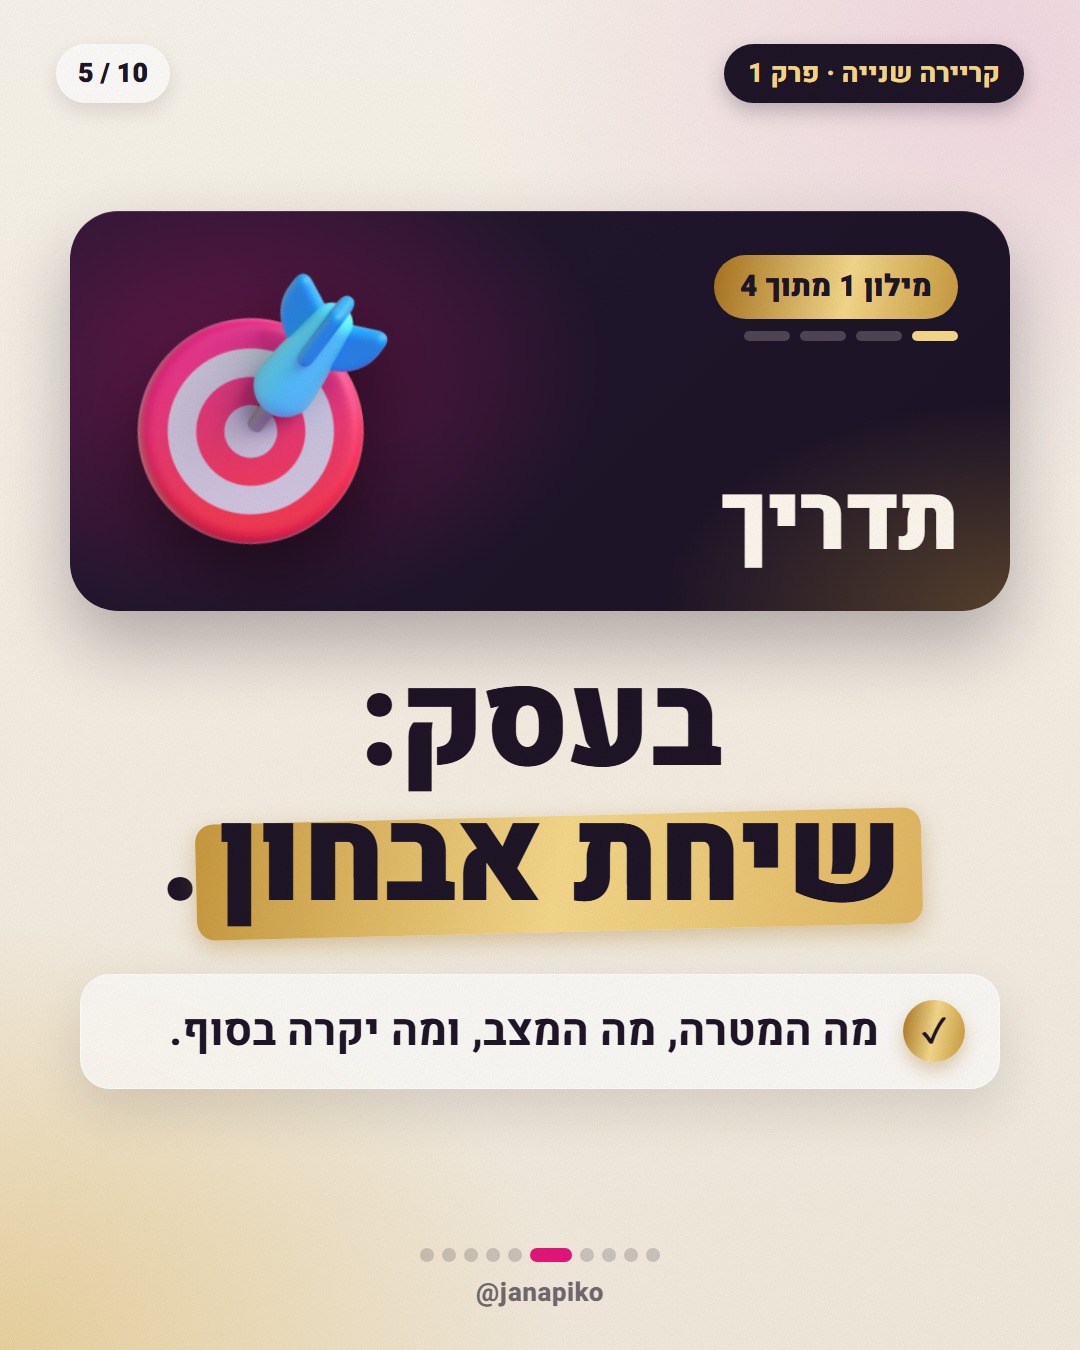 קריירה שנייה · פרק 1
5 / 10
מילון 1 מתוך 4
תדריך
בעסק:
שיחת אבחון.
✓ מה המטרה, מה המצב, ומה יקרה בסוף.
@janapiko